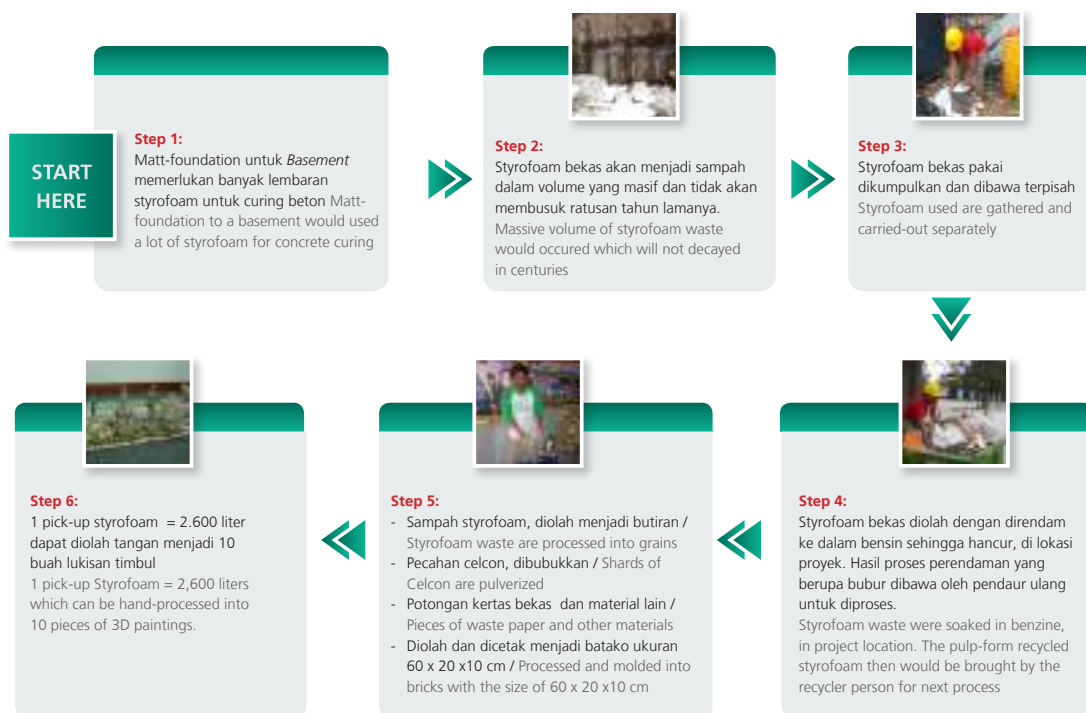 START
HERE
Step 1:
Matt-foundation untuk Basement
memerlukan banyak lembaran
styrofoam untuk curing beton Matt-
foundation to a basement would used
a lot of styrofoam for concrete curing
Step 2:
Styrofoam bekas akan menjadi sampah
dalam volume yang masif dan tidak akan
membusuk ratusan tahun lamanya.
Massive volume of styrofoam waste
would occured which will not decayed
in centuries
Step 3:
Styrofoam bekas pakai
dikumpulkan dan dibawa terpisah
Styrofoam used are gathered and
carried-out separately
Step 4:
Styrofoam bekas diolah dengan direndam
ke dalam bensin sehingga hancur, di lokasi
proyek. Hasil proses perendaman yang
berupa bubur dibawa oleh pendaur ulang
untuk diproses.
Styrofoam waste were soaked in benzine,
in project location. The pulp-form recycled
styrofoam then would be brought by the
recycler person for next process
Step 5:
- Sampah styrofoam, diolah menjadi butiran /
Styrofoam waste are processed into grains
- Pecahan celcon, dibubukkan / Shards of
Celcon are pulverized
- Potongan kertas bekas dan material lain /
Pieces of waste paper and other materials
- Diolah dan dicetak menjadi batako ukuran
60 x 20 x10 cm / Processed and molded into
bricks with the size of 60 x 20 x10 cm
Step 6:
1 pick-up styrofoam = 2.600 liter
dapat diolah tangan menjadi 10
buah lukisan timbul
1 pick-up Styrofoam = 2,600 liters
which can be hand-processed into
10 pieces of 3D paintings.